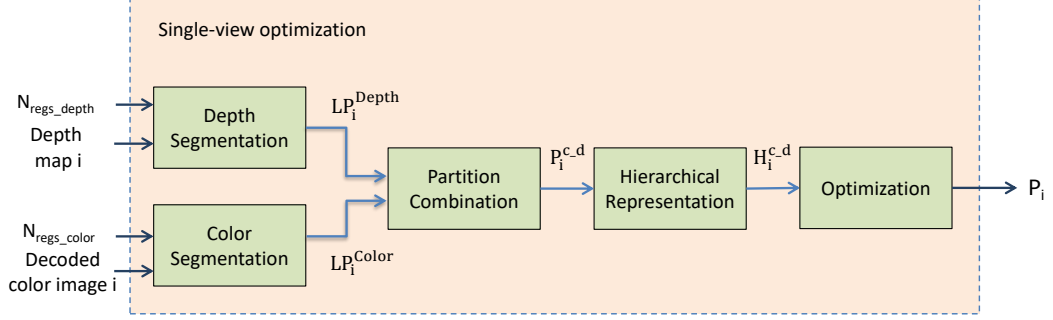 Single-view optimization
N_regs_depth
Depth
map i
Depth
Segmentation
LP_i^Depth
N_regs_color
Decoded
color image i
Color
Segmentation
LP_i^Color
Partition
Combination
P_i^c_d
Hierarchical
Representation
H_i^c_d
Optimization
P_i